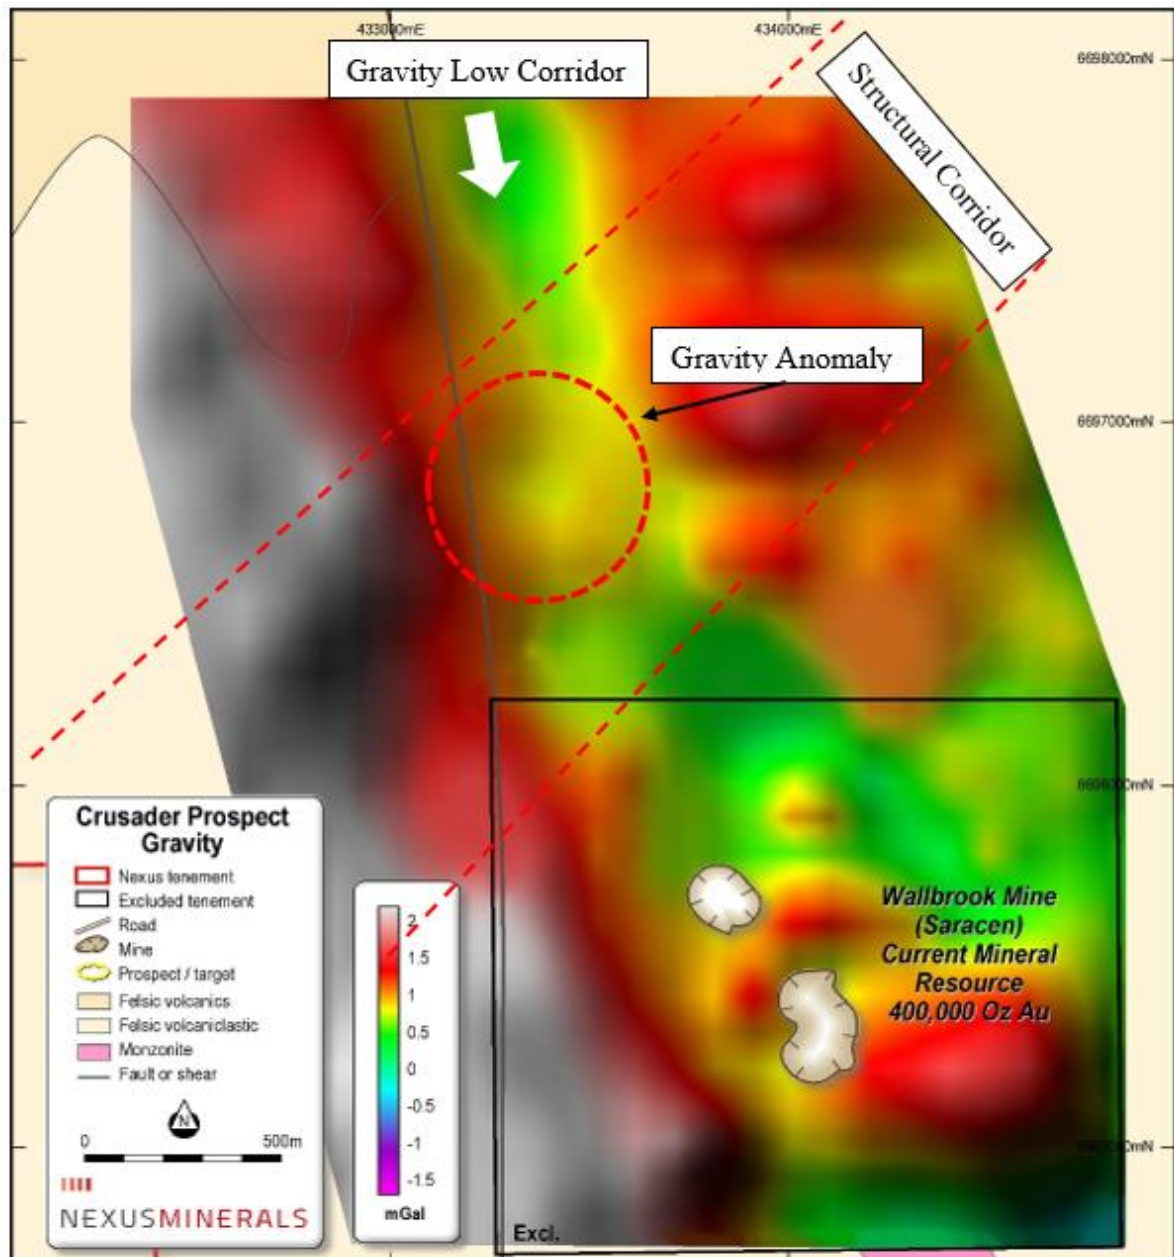 433000mE
434000mE
6698000mN
Gravity Low Corridor
Structural
Corridor
Gravity Anomaly
6697000mN
6696000mN
Crusader Prospect
Gravity
Nexus tenement
Excluded tenement
Road
Mine
Prospect / target
Felsic volcanics
Felsic volcaniclastic
Monzonite
Fault or shear
N
0
500m
NEXUSMINERALS
2
1.5
1
0.5
0
-0.5
-1
-1.5
mGal
Wallbrook Mine
(Saracen)
Current Mineral
Resource
400,000 Oz Au
Excl.